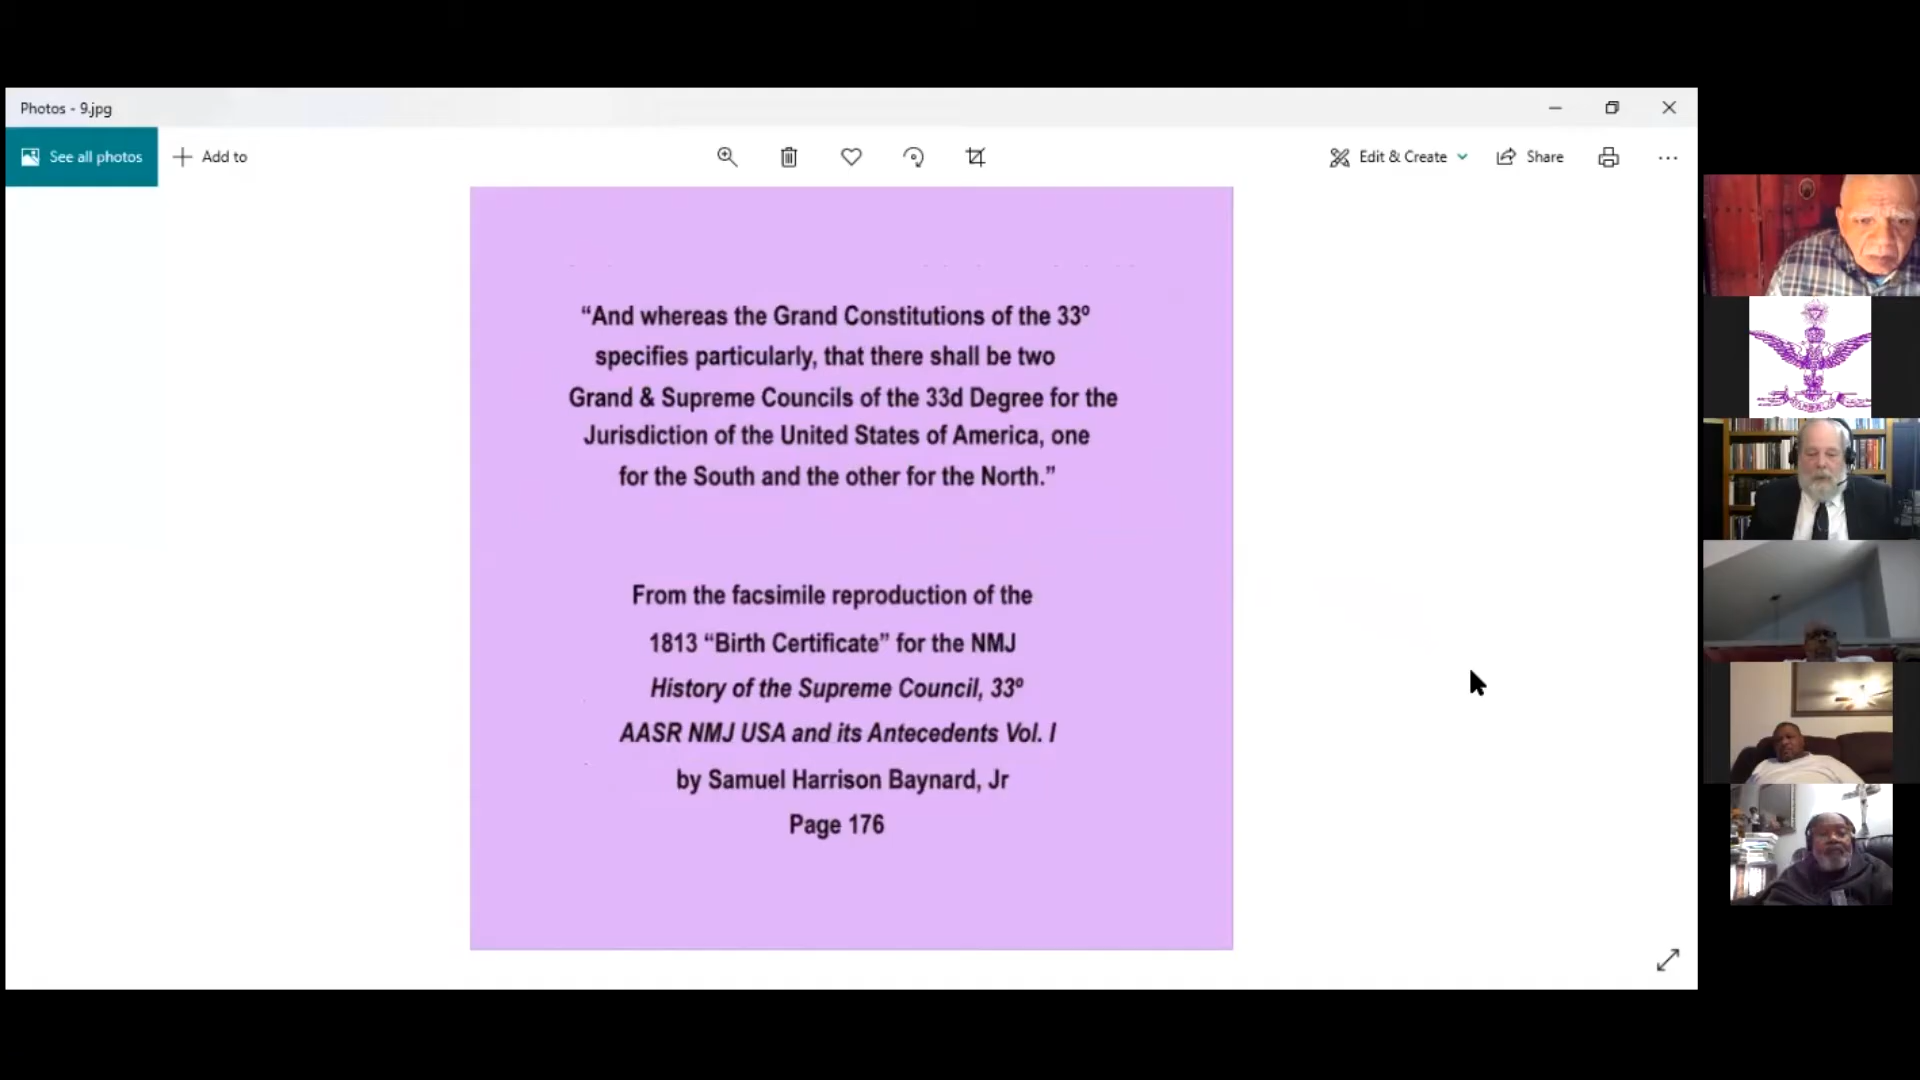 Photos - 9.jpg
See all photos
Add to
Edit & Create
Share
“And whereas the Grand Constitutions of the 33º
specifies particularly, that there shall be two
Grand & Supreme Councils of the 33d Degree for the
Jurisdiction of the United States of America, one
for the South and the other for the North.”
From the facsimile reproduction of the
1813 “Birth Certificate” for the NMJ
History of the Supreme Council, 33º
AASR NMJ USA and its Antecedents Vol. I
by Samuel Harrison Baynard, Jr
Page 176